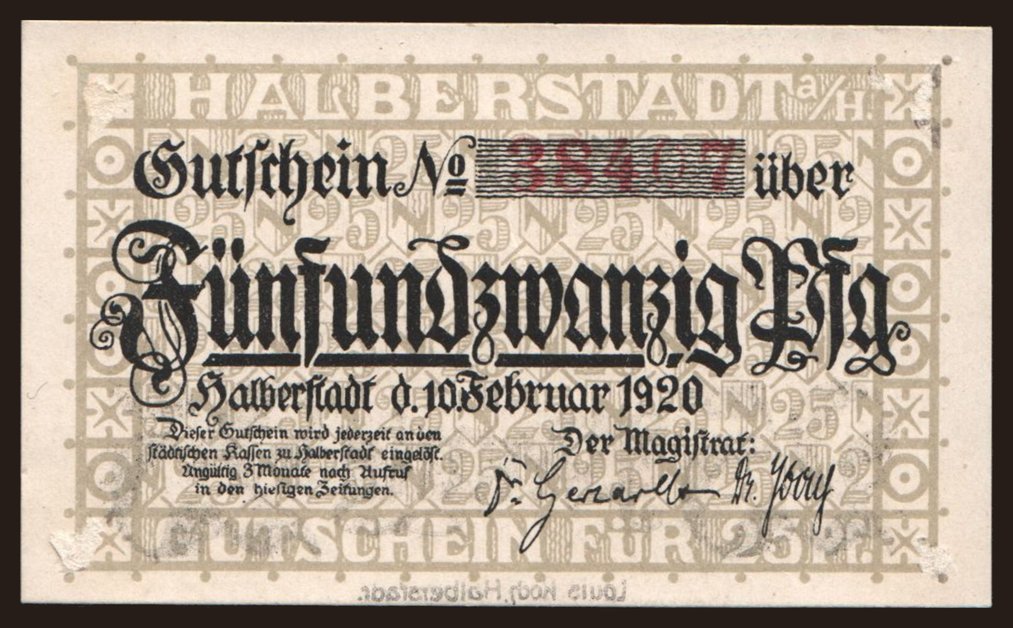 HALBERSTADT a/H.
Gutschein No 38407 über
Fünfundzwanzig Pfg
Halberstadt d. 10. Februar 1920
Dieser Gutschein wird jederzeit an den
städtischen Kassen zu Halberstadt eingelöst.
Ungültig 3 Monate nach Aufruf
in den hiesigen Zeitungen.
Der Magistrat:
GUTSCHEIN FÜR 25 Pf.
Louis Koch, Halberstadt.